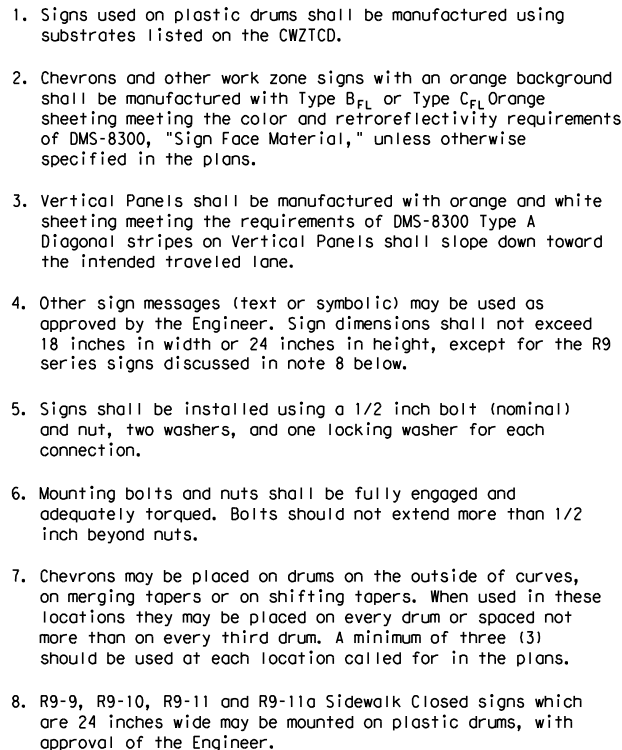 1. Signs used on plastic drums shall be manufactured using
substrates listed on the CWZTCD.
2. Chevrons and other work zone signs with an orange background
shall be manufactured with Type B_FL or Type C_FL Orange
sheeting meeting the color and retroreflectivity requirements
of DMS-8300, "Sign Face Material," unless otherwise
specified in the plans.
3. Vertical Panels shall be manufactured with orange and white
sheeting meeting the requirements of DMS-8300 Type A
Diagonal stripes on Vertical Panels shall slope down toward
the intended traveled lane.
4. Other sign messages (text or symbolic) may be used as
approved by the Engineer. Sign dimensions shall not exceed
18 inches in width or 24 inches in height, except for the R9
series signs discussed in note 8 below.
5. Signs shall be installed using a 1/2 inch bolt (nominal)
and nut, two washers, and one locking washer for each
connection.
6. Mounting bolts and nuts shall be fully engaged and
adequately torqued. Bolts should not extend more than 1/2
inch beyond nuts.
7. Chevrons may be placed on drums on the outside of curves,
on merging tapers or on shifting tapers. When used in these
locations they may be placed on every drum or spaced not
more than on every third drum. A minimum of three (3)
should be used at each location called for in the plans.
8. R9-9, R9-10, R9-11 and R9-11a Sidewalk Closed signs which
are 24 inches wide may be mounted on plastic drums, with
approval of the Engineer.